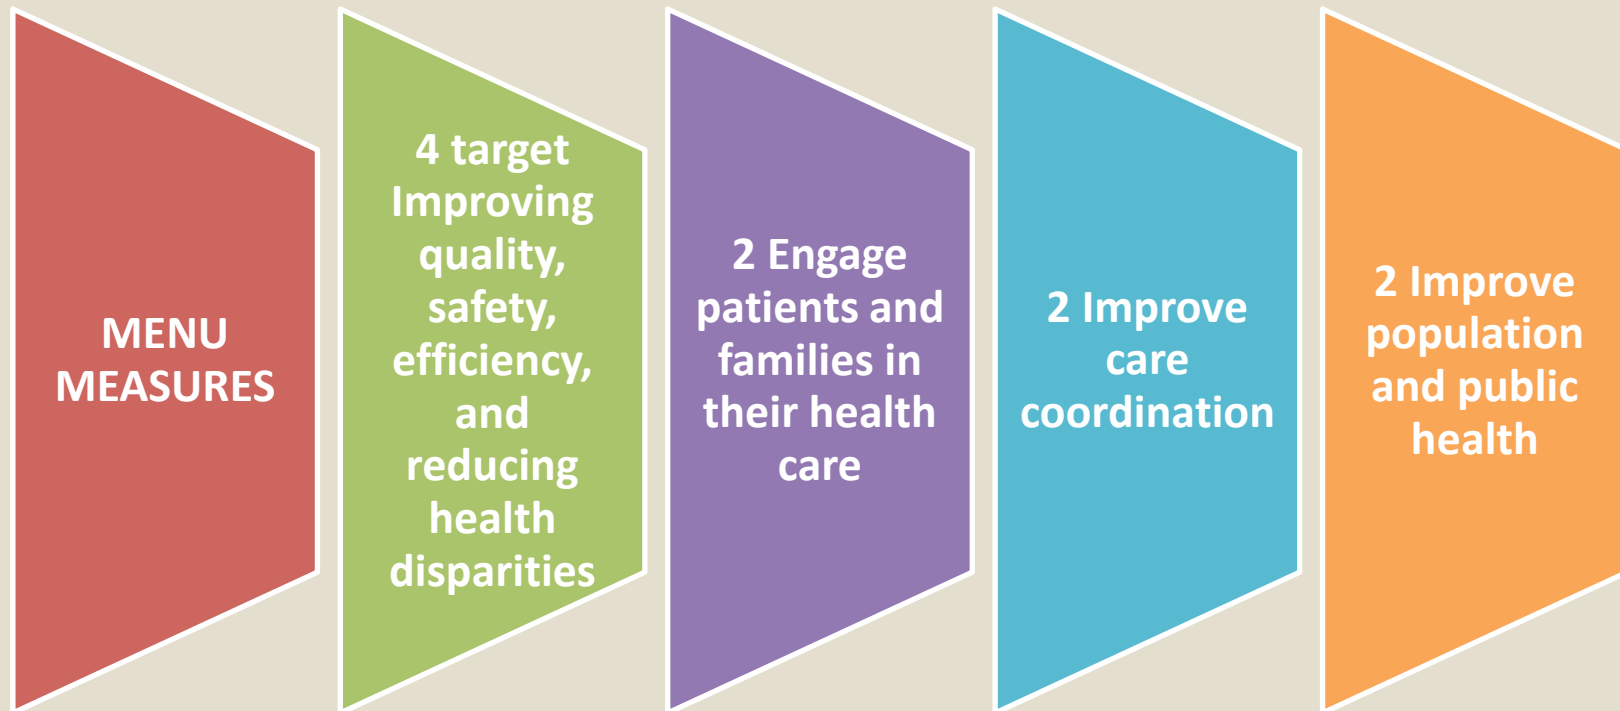 MENU
MEASURES
4 target
Improving
quality,
safety,
efficiency,
and
reducing
health
disparities
2 Engage
patients and
families in
their health
care
2 Improve
care
coordination
2 Improve
population
and public
health